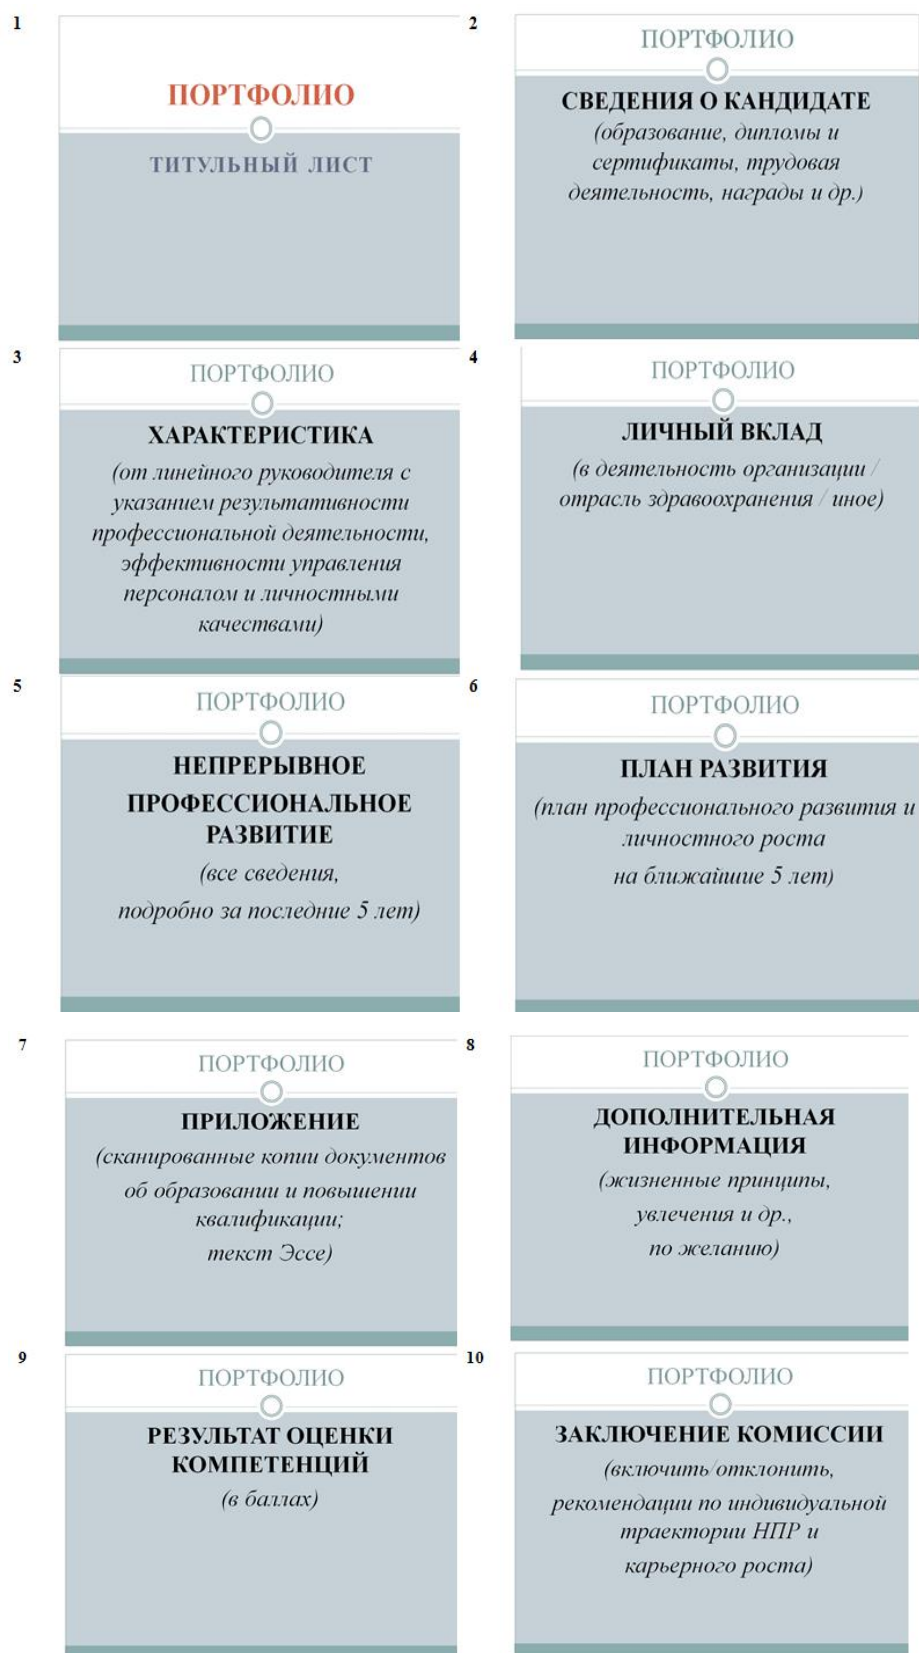 1
ПОРТФОЛИО
ТИТУЛЬНЫЙ ЛИСТ
2
ПОРТФОЛИО
СВЕДЕНИЯ О КАНДИДАТЕ
(образование, дипломы и
сертификаты, трудовая
деятельность, награды и др.)
3
ПОРТФОЛИО
ХАРАКТЕРИСТИКА
(от линейного руководителя с
указанием результативности
профессиональной деятельности,
эффективности управления
персоналом и личностными
качествами)
4
ПОРТФОЛИО
ЛИЧНЫЙ ВКЛАД
(в деятельность организации /
отрасль здравоохранения / иное)
5
ПОРТФОЛИО
НЕПРЕРЫВНОЕ
ПРОФЕССИОНАЛЬНОЕ
РАЗВИТИЕ
(все сведения,
подробно за последние 5 лет)
6
ПОРТФОЛИО
ПЛАН РАЗВИТИЯ
(план профессионального развития и
личностного роста
на ближайшие 5 лет)
7
ПОРТФОЛИО
ПРИЛОЖЕНИЕ
(сканированные копии документов
об образовании и повышении
квалификации;
текст Эссе)
8
ПОРТФОЛИО
ДОПОЛНИТЕЛЬНАЯ
ИНФОРМАЦИЯ
(жизненные принципы,
увлечения и др.,
по желанию)
9
ПОРТФОЛИО
РЕЗУЛЬТАТ ОЦЕНКИ
КОМПЕТЕНЦИЙ
(в баллах)
10
ПОРТФОЛИО
ЗАКЛЮЧЕНИЕ КОМИССИИ
(включить/отклонить,
рекомендации по индивидуальной
траектории НПР и
карьерного роста)